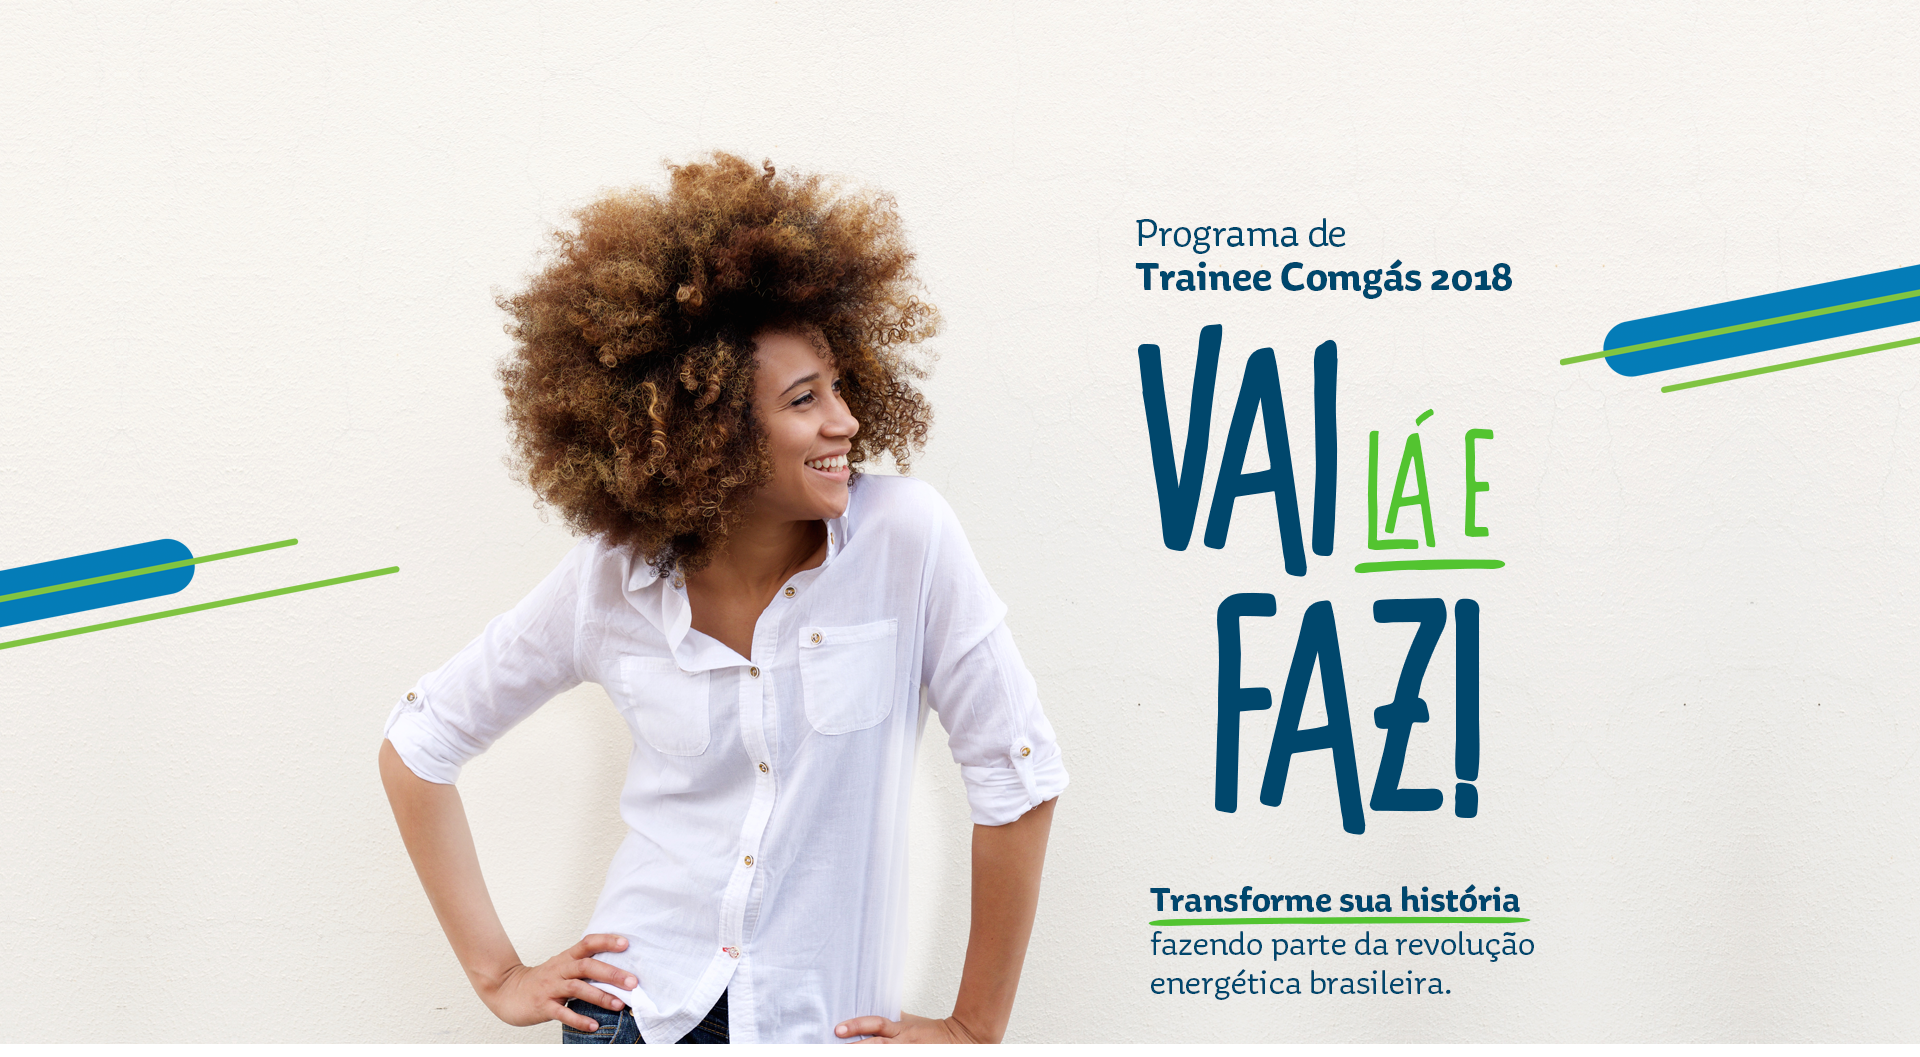 Programa de
Trainee Comgás 2018
VAI LÁ E
FAZ!
Transforme sua história
fazendo parte da revolução
energética brasileira.